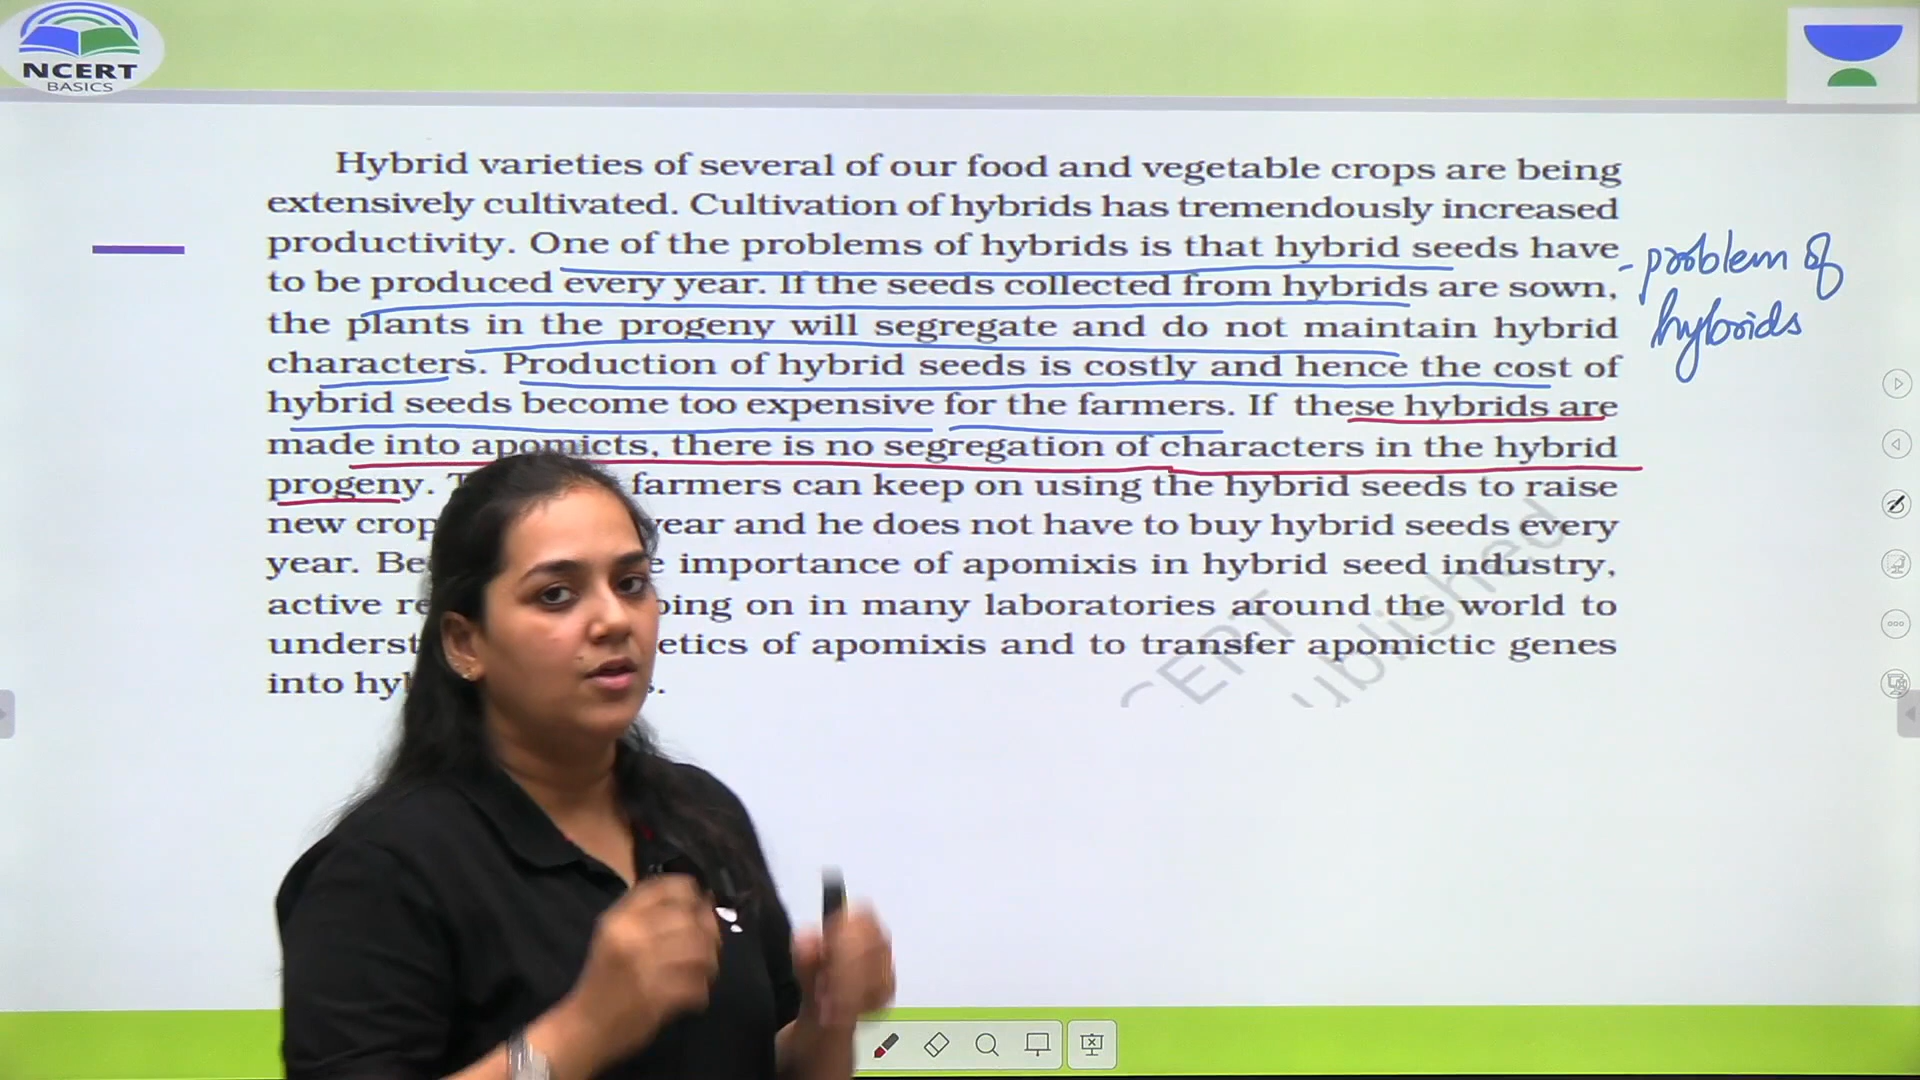 NCERT
BASICS
Hybrid varieties of several of our food and vegetable crops are being
extensively cultivated. Cultivation of hybrids has tremendously increased
productivity. One of the problems of hybrids is that hybrid seeds have
to be produced every year. If the seeds collected from hybrids are sown,
the plants in the progeny will segregate and do not maintain hybrid
characters. Production of hybrid seeds is costly and hence the cost of
hybrid seeds become too expensive for the farmers. If these hybrids are
made into apomicts, there is no segregation of characters in the hybrid
progeny. farmers can keep on using the hybrid seeds to raise
new crop year and he does not have to buy hybrid seeds every
year. importance of apomixis in hybrid seed industry,
active going on in many laboratories around the world to
of apomixis and to transfer apomictic genes
into
- problem of
hybrids